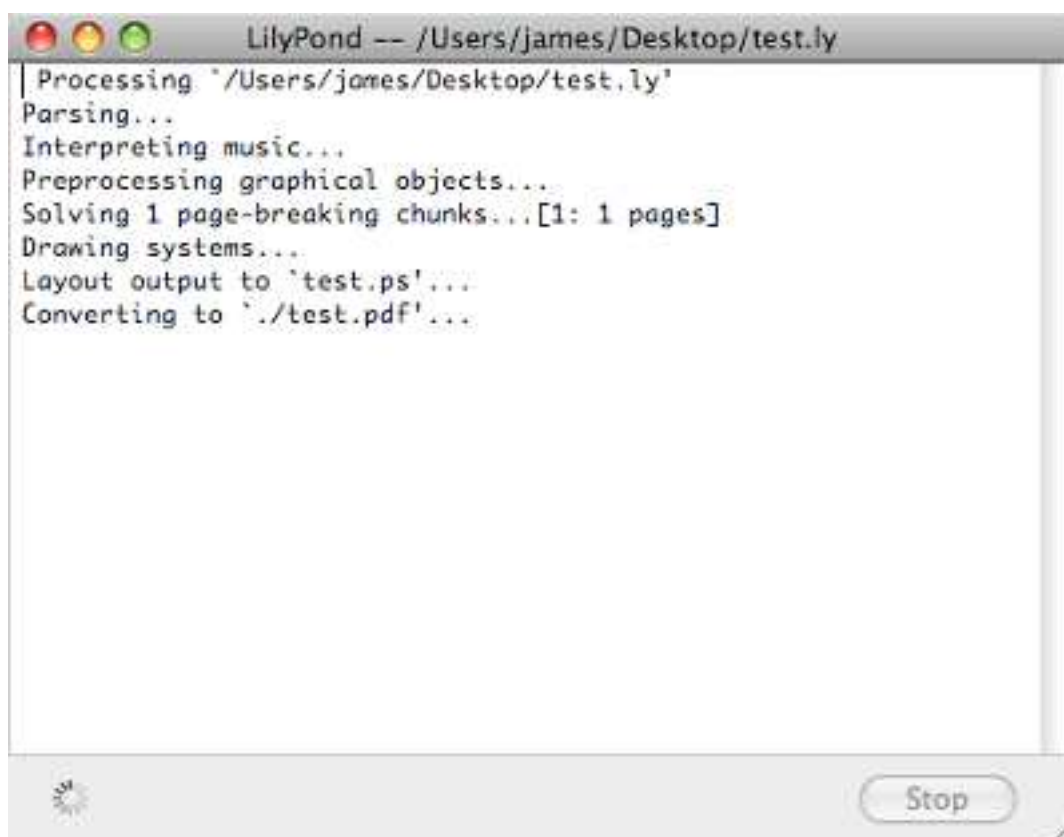 LilyPond -- /Users/james/Desktop/test.ly
Processing `/Users/james/Desktop/test.ly'
Parsing...
Interpreting music...
Preprocessing graphical objects...
Solving 1 page-breaking chunks...[1: 1 pages]
Drawing systems...
Layout output to `test.ps'...
Converting to `./test.pdf'...
Stop